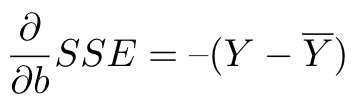 ∂/∂b SSE = –(Y − Y̅)